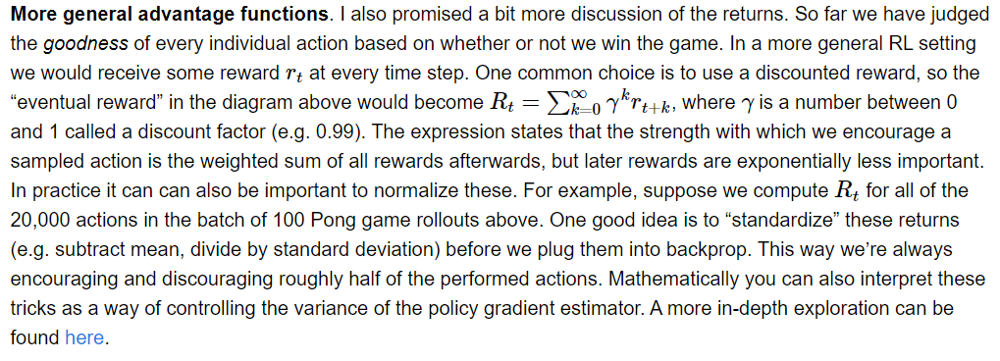 More general advantage functions. I also promised a bit more discussion of the returns. So far we have judged
the goodness of every individual action based on whether or not we win the game. In a more general RL setting
we would receive some reward r_t at every time step. One common choice is to use a discounted reward, so the
“eventual reward” in the diagram above would become R_t = ∑_{k=0}^{∞} γ^k r_{t+k}, where γ is a number between 0
and 1 called a discount factor (e.g. 0.99). The expression states that the strength with which we encourage a
sampled action is the weighted sum of all rewards afterwards, but later rewards are exponentially less important.
In practice it can can also be important to normalize these. For example, suppose we compute R_t for all of the
20,000 actions in the batch of 100 Pong game rollouts above. One good idea is to “standardize” these returns
(e.g. subtract mean, divide by standard deviation) before we plug them into backprop. This way we’re always
encouraging and discouraging roughly half of the performed actions. Mathematically you can also interpret these
tricks as a way of controlling the variance of the policy gradient estimator. A more in-depth exploration can be
found here.